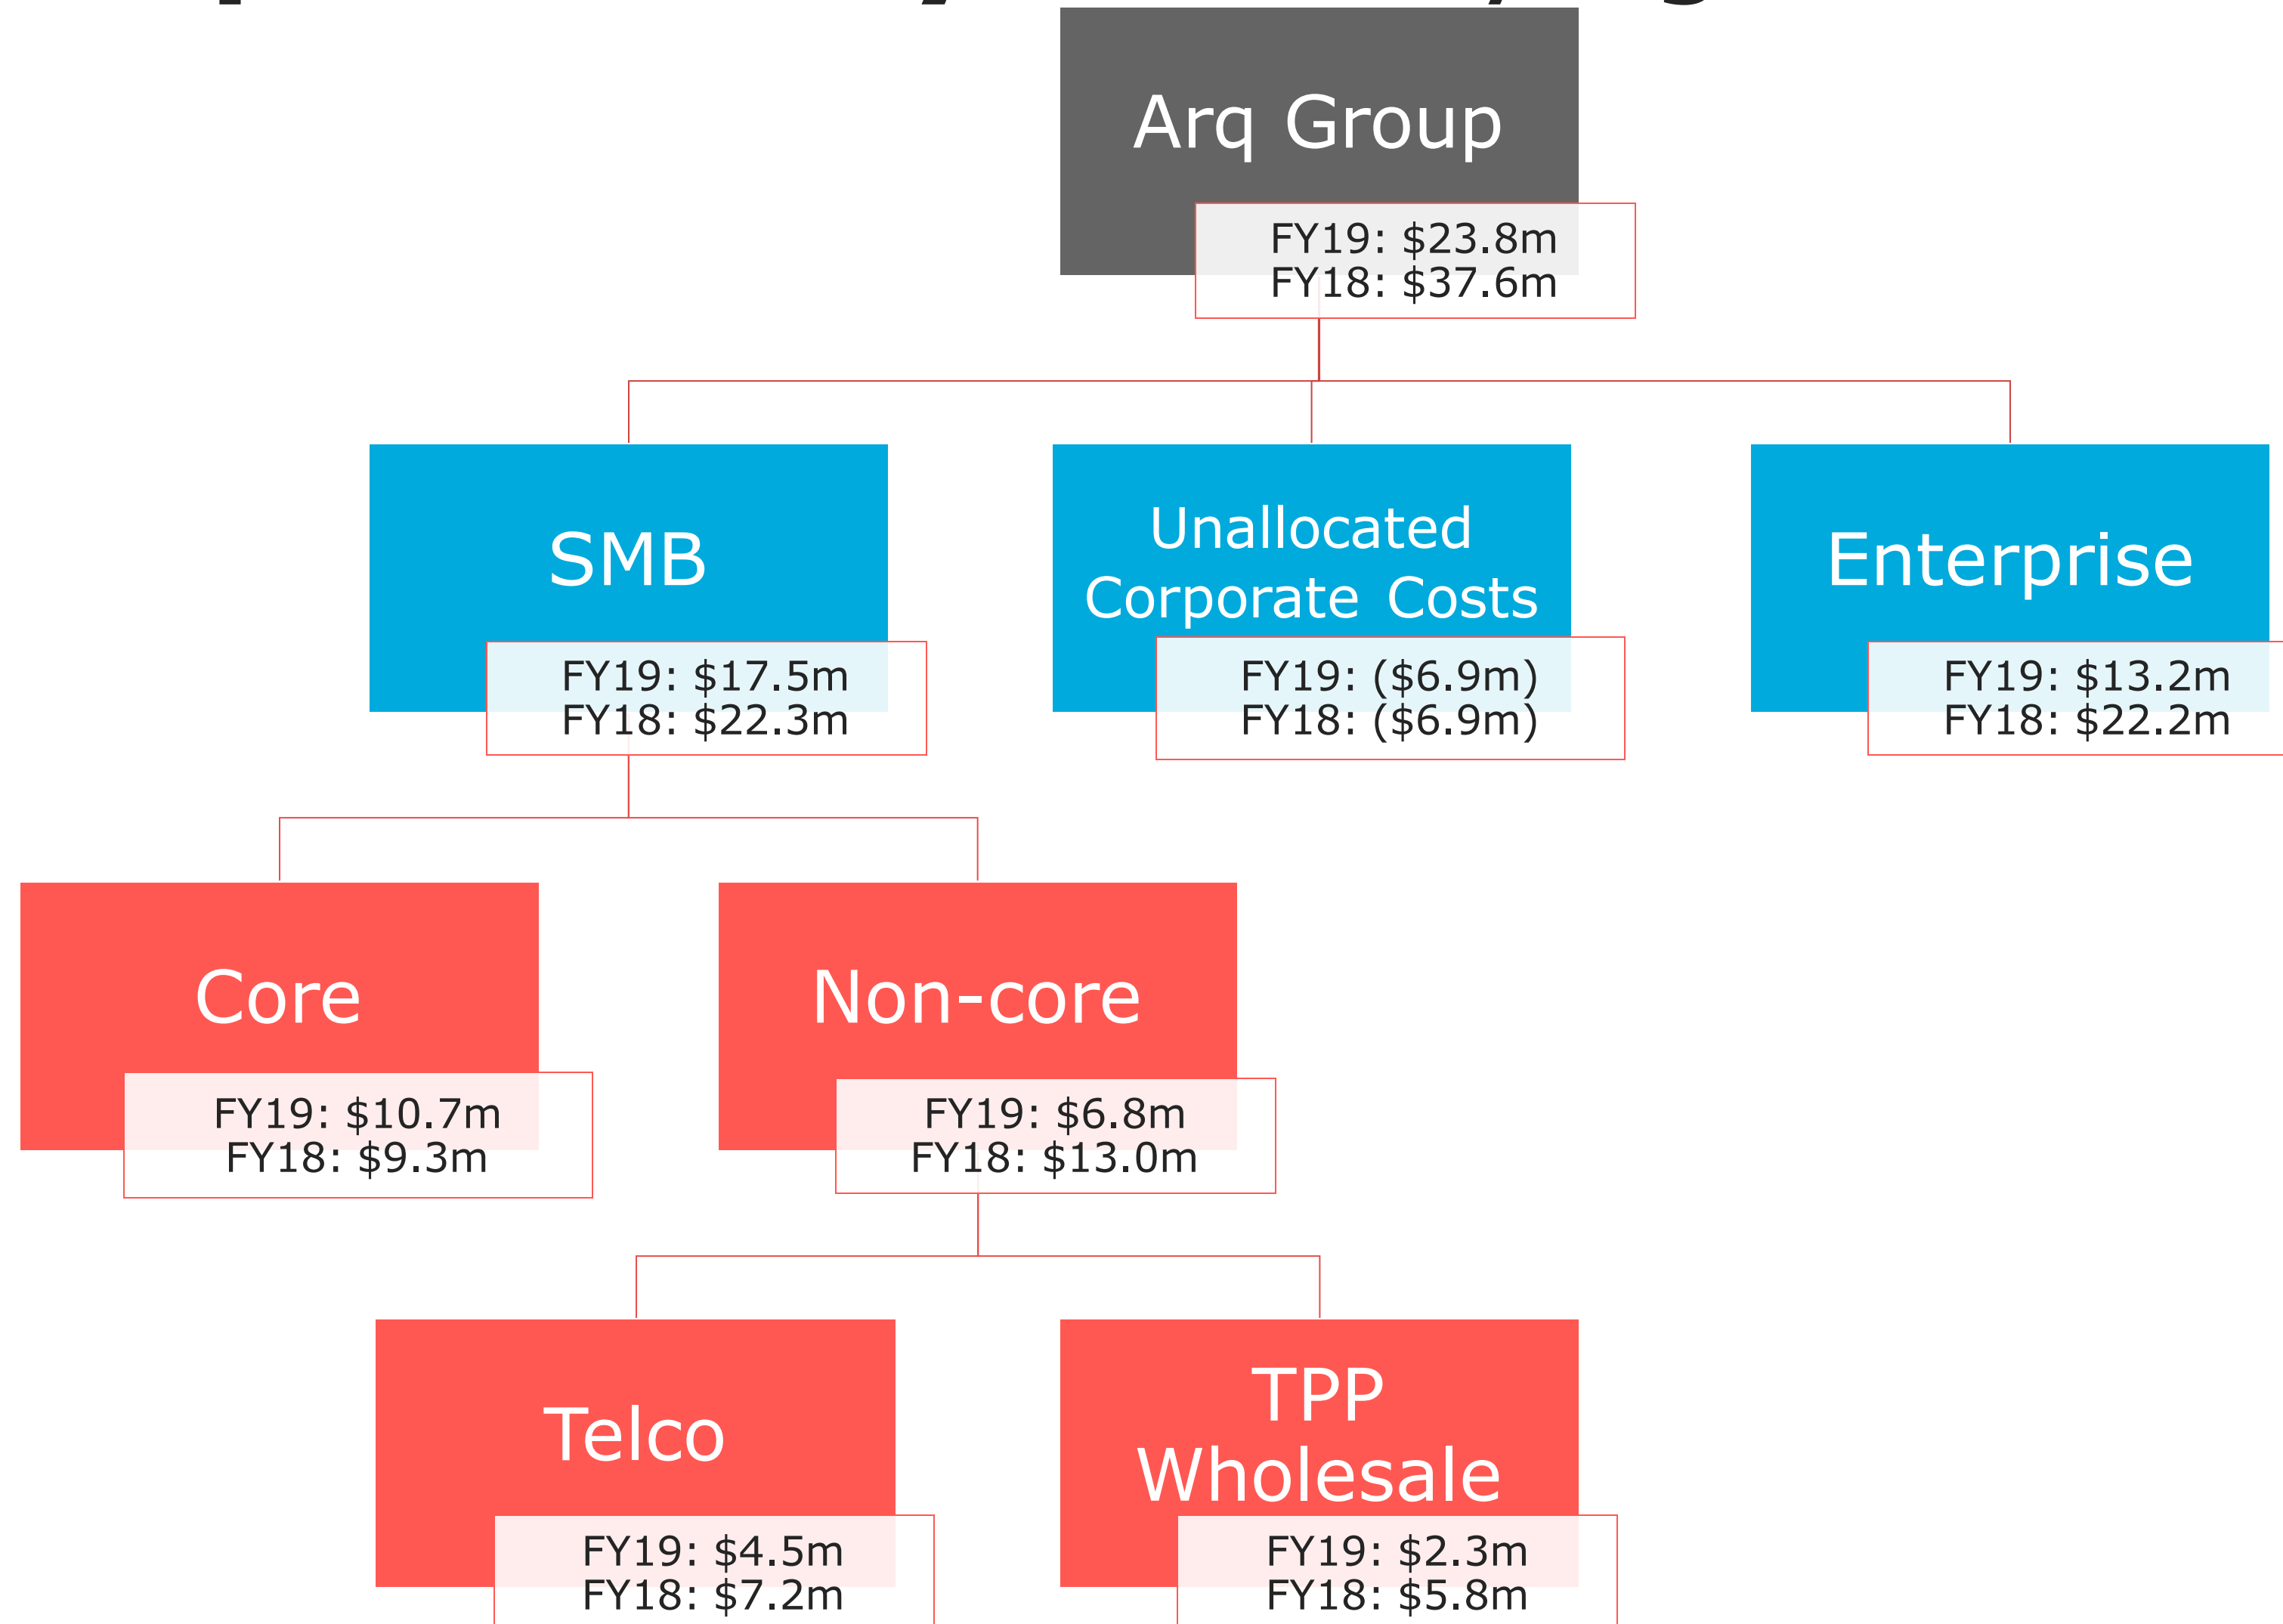 Arq Group
FY19: $23.8m
FY18: $37.6m
SMB
FY19: $17.5m
FY18: $22.3m
Unallocated
Corporate Costs
FY19: ($6.9m)
FY18: ($6.9m)
Enterprise
FY19: $13.2m
FY18: $22.2m
Core
FY19: $10.7m
FY18: $9.3m
Non-core
FY19: $6.8m
FY18: $13.0m
Telco
FY19: $4.5m
FY18: $7.2m
TPP
Wholesale
FY19: $2.3m
FY18: $5.8m